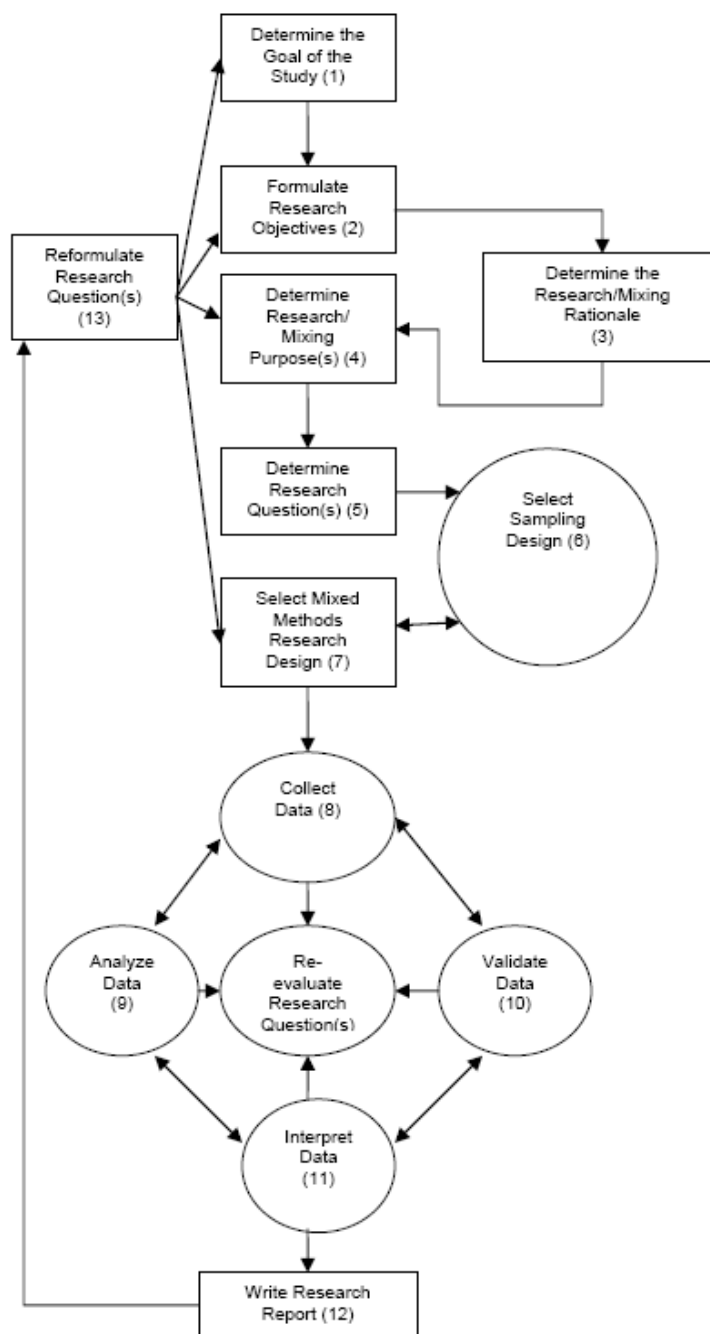 Determine the
Goal of the
Study (1)
Formulate
Research
Objectives (2)
Reformulate
Research
Question(s)
(13)
Determine the
Research/Mixing
Rationale
(3)
Determine
Research/
Mixing
Purpose(s) (4)
Determine
Research
Question(s) (5)
Select
Sampling
Design (6)
Select Mixed
Methods
Research
Design (7)
Collect
Data (8)
Analyze
Data
(9)
Re-
evaluate
Research
Question(s)
Validate
Data
(10)
Interpret
Data
(11)
Write Research
Report (12)